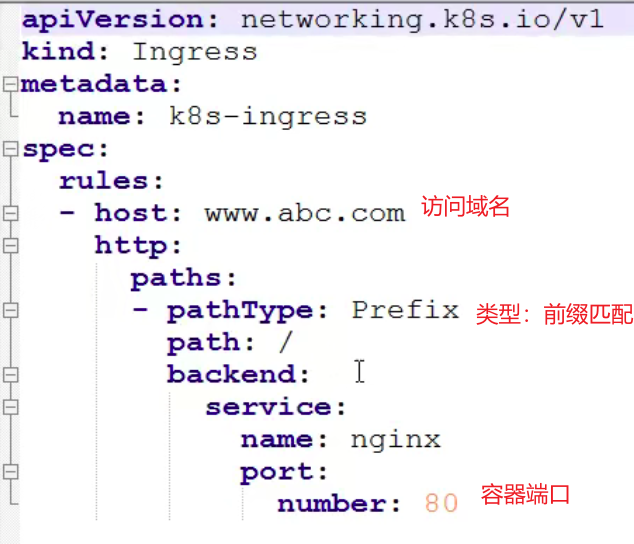 apiVersion: networking.k8s.io/v1
kind: Ingress
metadata:
  name: k8s-ingress
spec:
  rules:
  - host: www.abc.com 访问域名
    http:
      paths:
      - pathType: Prefix 类型：前缀匹配
        path: /
        backend:
          service:
            name: nginx
            port:
              number: 80 容器端口